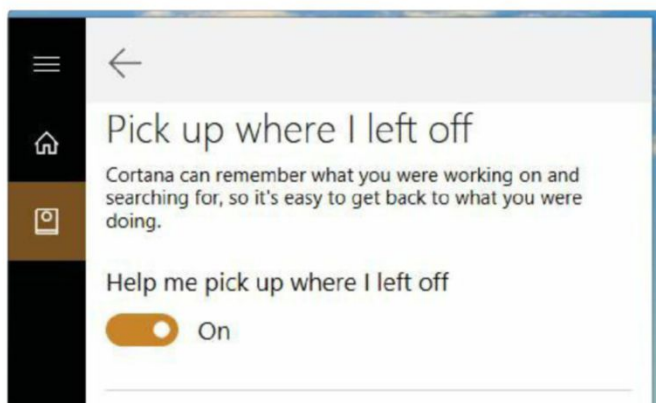 Pick up where I left off
Cortana can remember what you were working on and
searching for, so it's easy to get back to what you were
doing.
Help me pick up where I left off
On